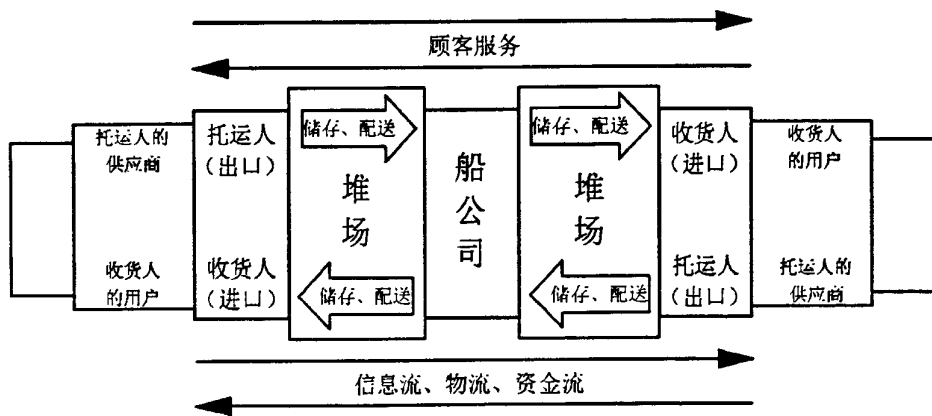 顾客服务
托运人的
供应商
托运人
(出口)
储存、配送
储存、配送
收货人
(进口)
收货人
的用户
堆
场
船
公
司
堆
场
收货人
的用户
收货人
(进口)
储存、配送
储存、配送
托运人
(出口)
托运人的
供应商
信息流、物流、资金流